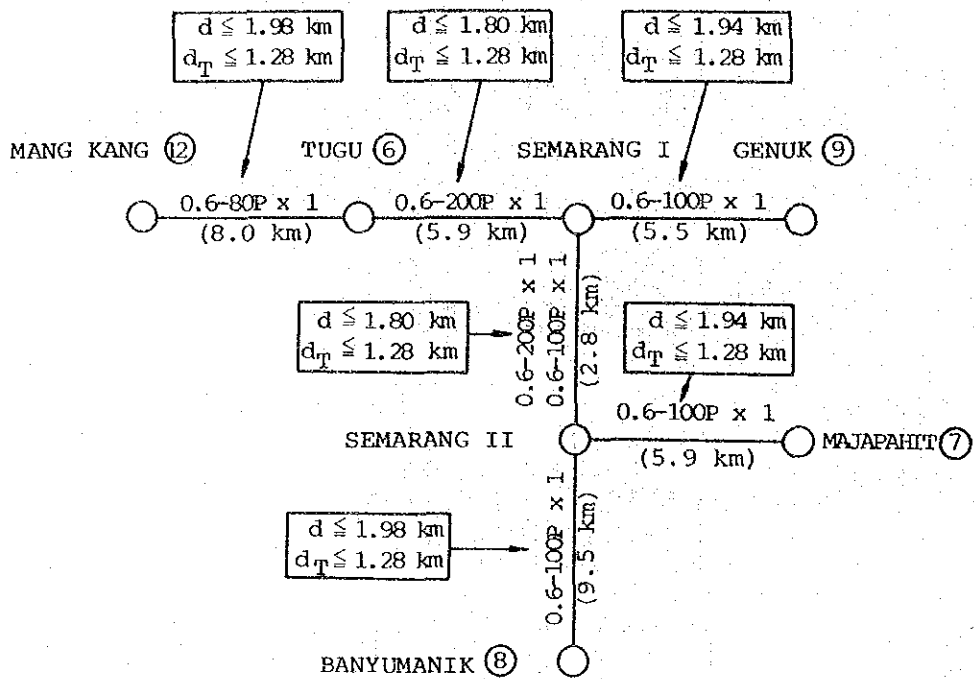 d ≦ 1.98 km
d_T ≦ 1.28 km
d ≦ 1.80 km
d_T ≦ 1.28 km
d ≦ 1.94 km
d_T ≦ 1.28 km
MANG KANG ⑫
TUGU ⑥
SEMARANG I
GENUK ⑨
0.6-80P x 1
(8.0 km)
0.6-200P x 1
(5.9 km)
0.6-100P x 1
(5.5 km)
d ≦ 1.80 km
d_T ≦ 1.28 km
0.6-200P x 1
0.6-100P x 1
(2.8 km)
d ≦ 1.94 km
d_T ≦ 1.28 km
0.6-100P x 1
(5.9 km)
SEMARANG II
MAJAPAHIT ⑦
d ≦ 1.98 km
d_T ≦ 1.28 km
0.6-100P x 1
(9.5 km)
BANYUMANIK ⑧